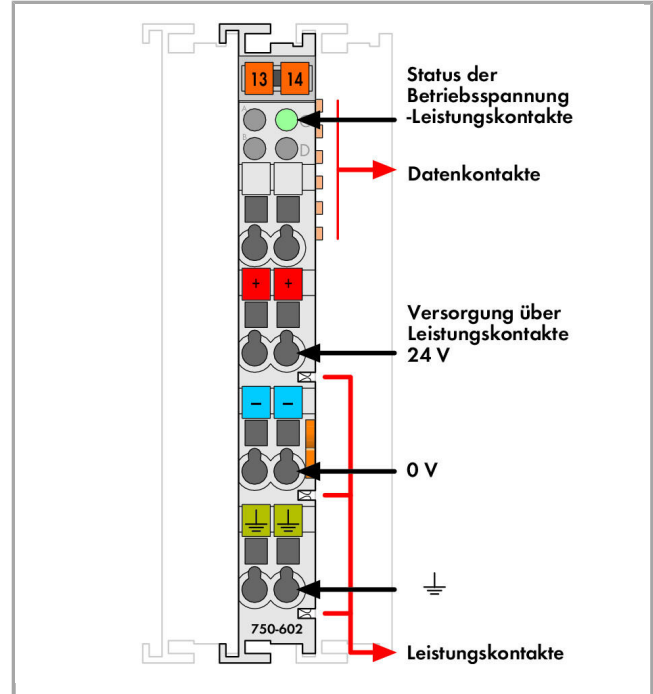 13 14
A C
Status der
Betriebsspannung
-Leistungskontakte
B D
Datenkontakte
+ +
Versorgung über
Leistungskontakte
24 V
– –
0 V
750-602
Leistungskontakte